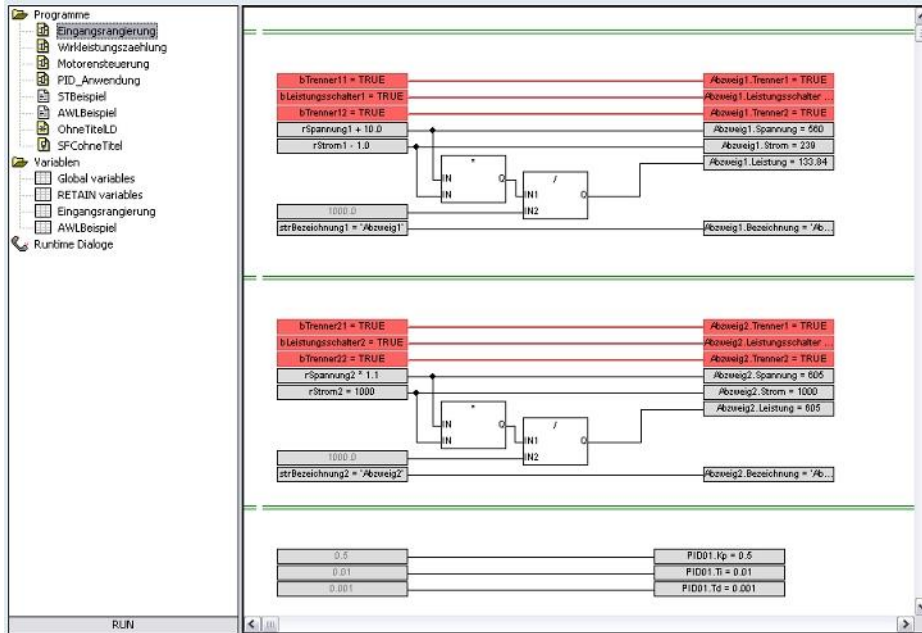 Programme
Eingangsrangierung
Wirkleistungszaehlung
Motorensteuerung
PID_Anwendung
STBeispiel
AWLBeispiel
OhneTitelLD
SFCohneTitel
Variablen
Global variables
RETAIN variables
Eingangsrangierung
AWLBeispiel
Runtime Dialoge
RUN
bTrenner11 = TRUE Abzweig1.Trenner1 = TRUE
bLeistungsschalter1 = TRUE Abzweig1.Leistungsschalter ...
bTrenner12 = TRUE Abzweig1.Trenner2 = TRUE
rSpannung1 + 10.0 Abzweig1.Spannung = 560
rStrom1 - 1.0 Abzweig1.Strom = 239
Abzweig1.Leistung = 133.84
* /
IN Q IN1 Q
IN IN2
1000.0
strBezeichnung1 = 'Abzweig1' Abzweig1.Bezeichnung = 'Ab...
bTrenner21 = TRUE Abzweig2.Trenner1 = TRUE
bLeistungsschalter2 = TRUE Abzweig2.Leistungsschalter ...
bTrenner22 = TRUE Abzweig2.Trenner2 = TRUE
rSpannung2 * 1.1 Abzweig2.Spannung = 605
rStrom2 = 1000 Abzweig2.Strom = 1000
Abzweig2.Leistung = 605
* /
IN Q IN1 Q
IN IN2
1000.0
strBezeichnung2 = 'Abzweig2' Abzweig2.Bezeichnung = 'Ab...
0.5 PID01.Kp = 0.5
0.01 PID01.Ti = 0.01
0.001 PID01.Td = 0.001